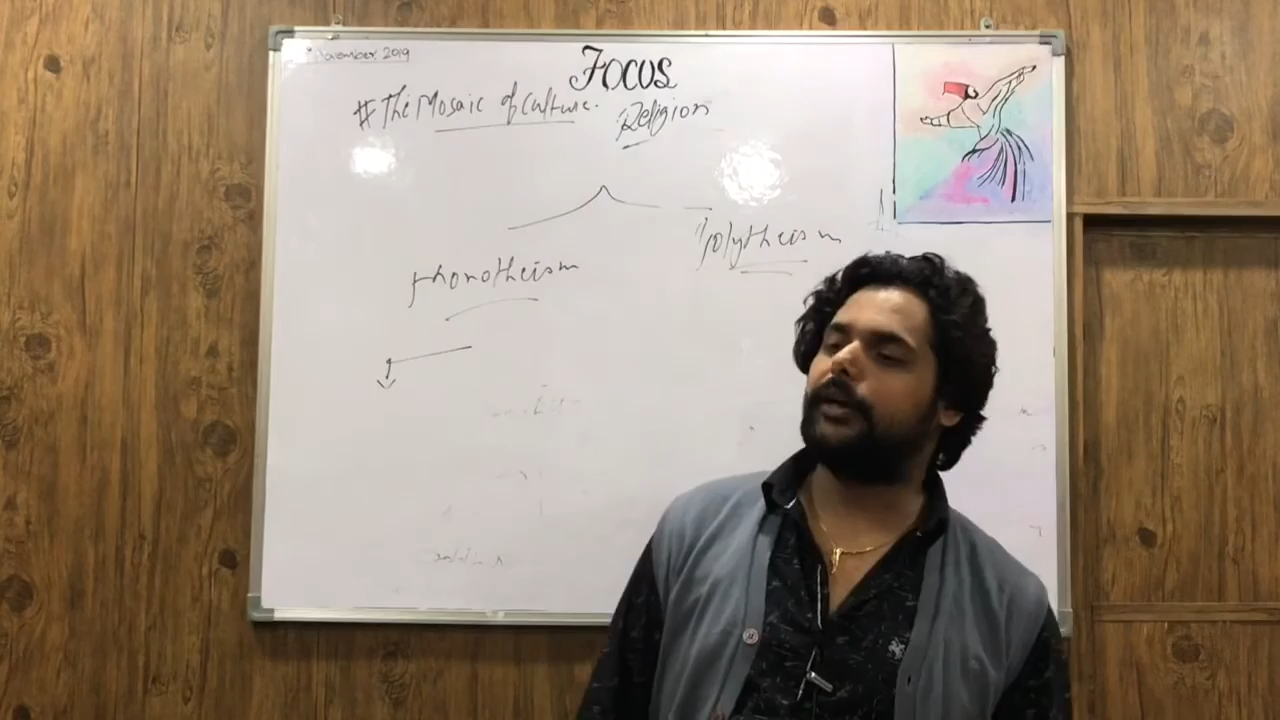 November 2019
Focus
#The Mosaic of Culture.
Religion
Monotheism
Polytheism